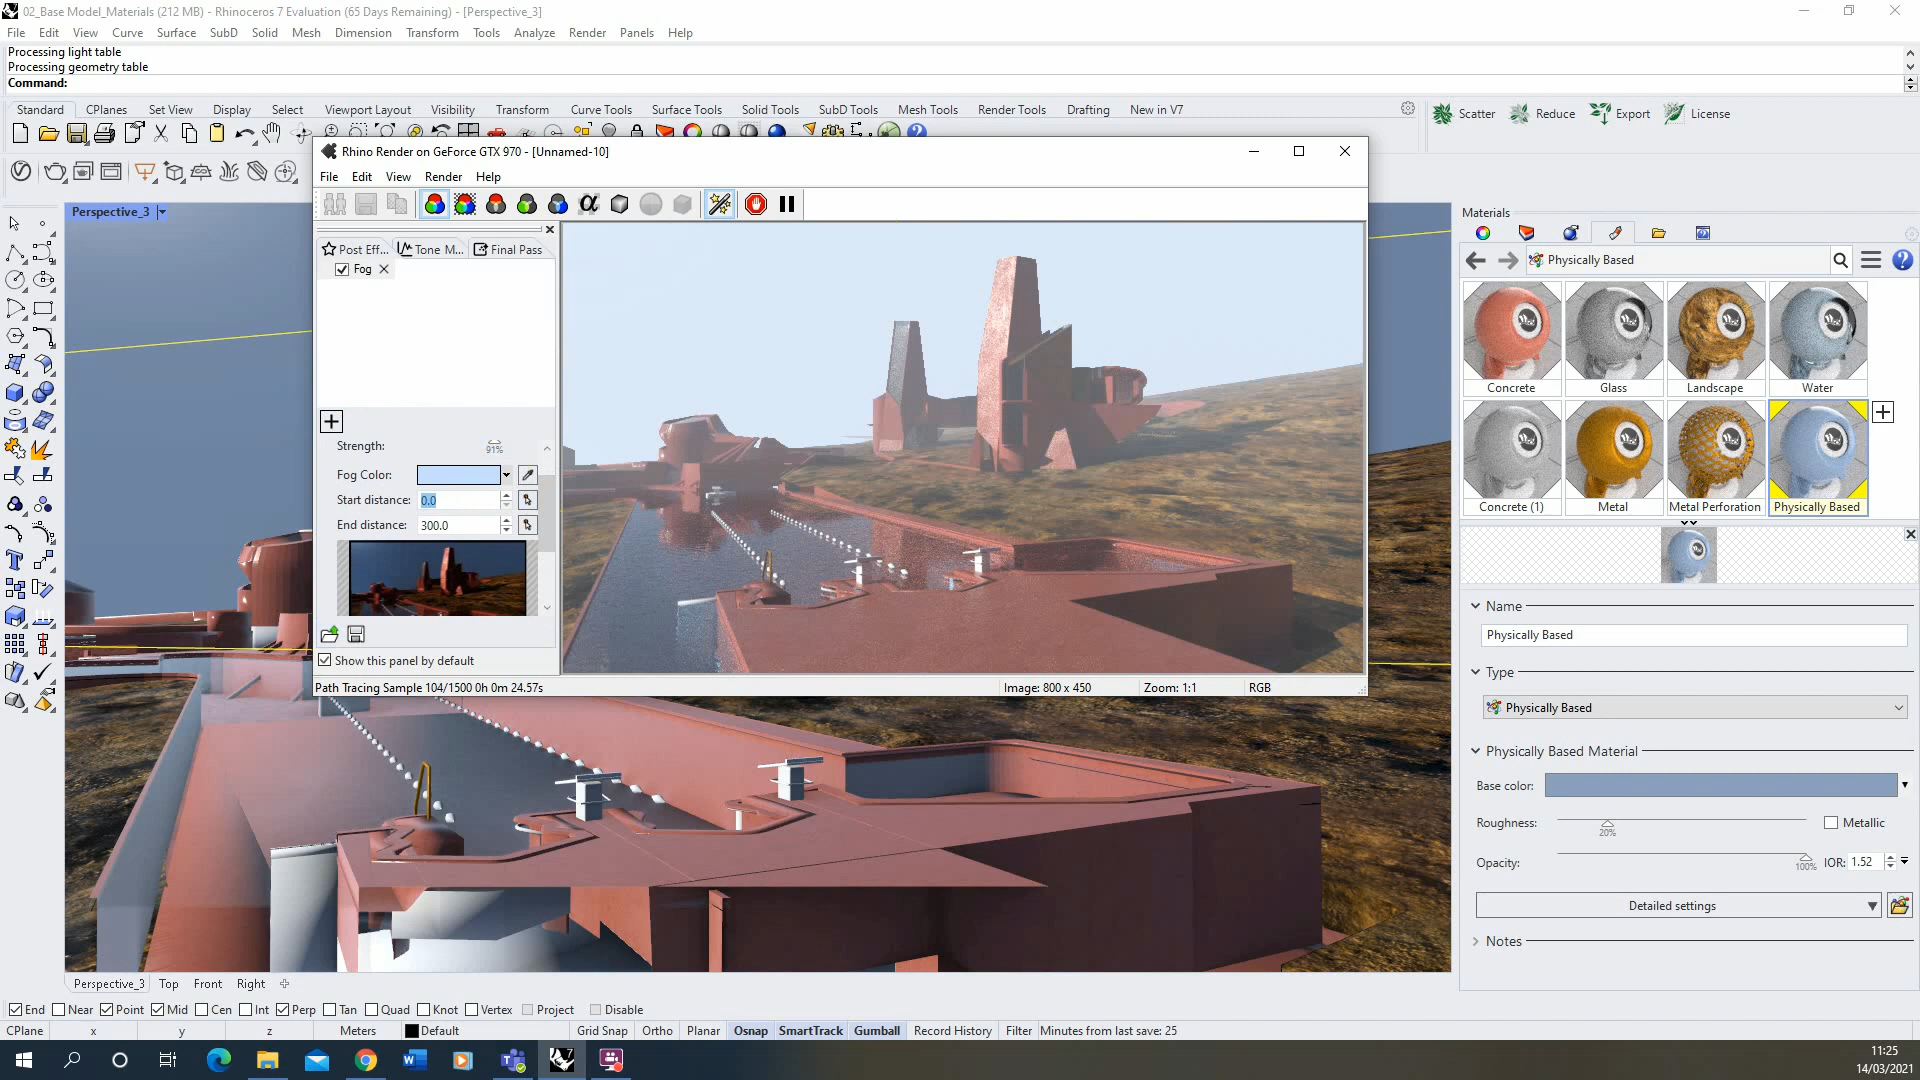 02_Base Model_Materials (212 MB) - Rhinoceros 7 Evaluation (65 Days Remaining) - [Perspective_3]
File Edit View Curve Surface SubD Solid Mesh Dimension Transform Tools Analyze Render Panels Help
Processing light table
Processing geometry table
Command:
Standard CPlanes Set View Display Select Viewport Layout Visibility Transform Curve Tools Surface Tools Solid Tools SubD Tools Mesh Tools Render Tools Drafting New in V7
Scatter Reduce Export License
Rhino Render on GeForce GTX 970 - [Unnamed-10]
File Edit View Render Help
Perspective_3
Post Eff... Tone M... Final Pass
Fog
Strength: 91%
Fog Color:
Start distance: 0.0
End distance: 300.0
Show this panel by default
Path Tracing Sample 104/1500 0h 0m 24.57s
Image: 800 x 450
Zoom: 1:1
RGB
Materials
Physically Based
Concrete Glass Landscape Water
Concrete (1) Metal Metal Perforation Physically Based
Name
Physically Based
Type
Physically Based
Physically Based Material
Base color:
Roughness: 20% Metallic
Opacity: 100% IOR: 1.52
Detailed settings
Notes
Perspective_3 Top Front Right
End Near Point Mid Cen Int Perp Tan Quad Knot Vertex Project Disable
CPlane x y z Meters Default Grid Snap Ortho Planar Osnap SmartTrack Gumball Record History Filter Minutes from last save: 25
11:25
14/03/2021